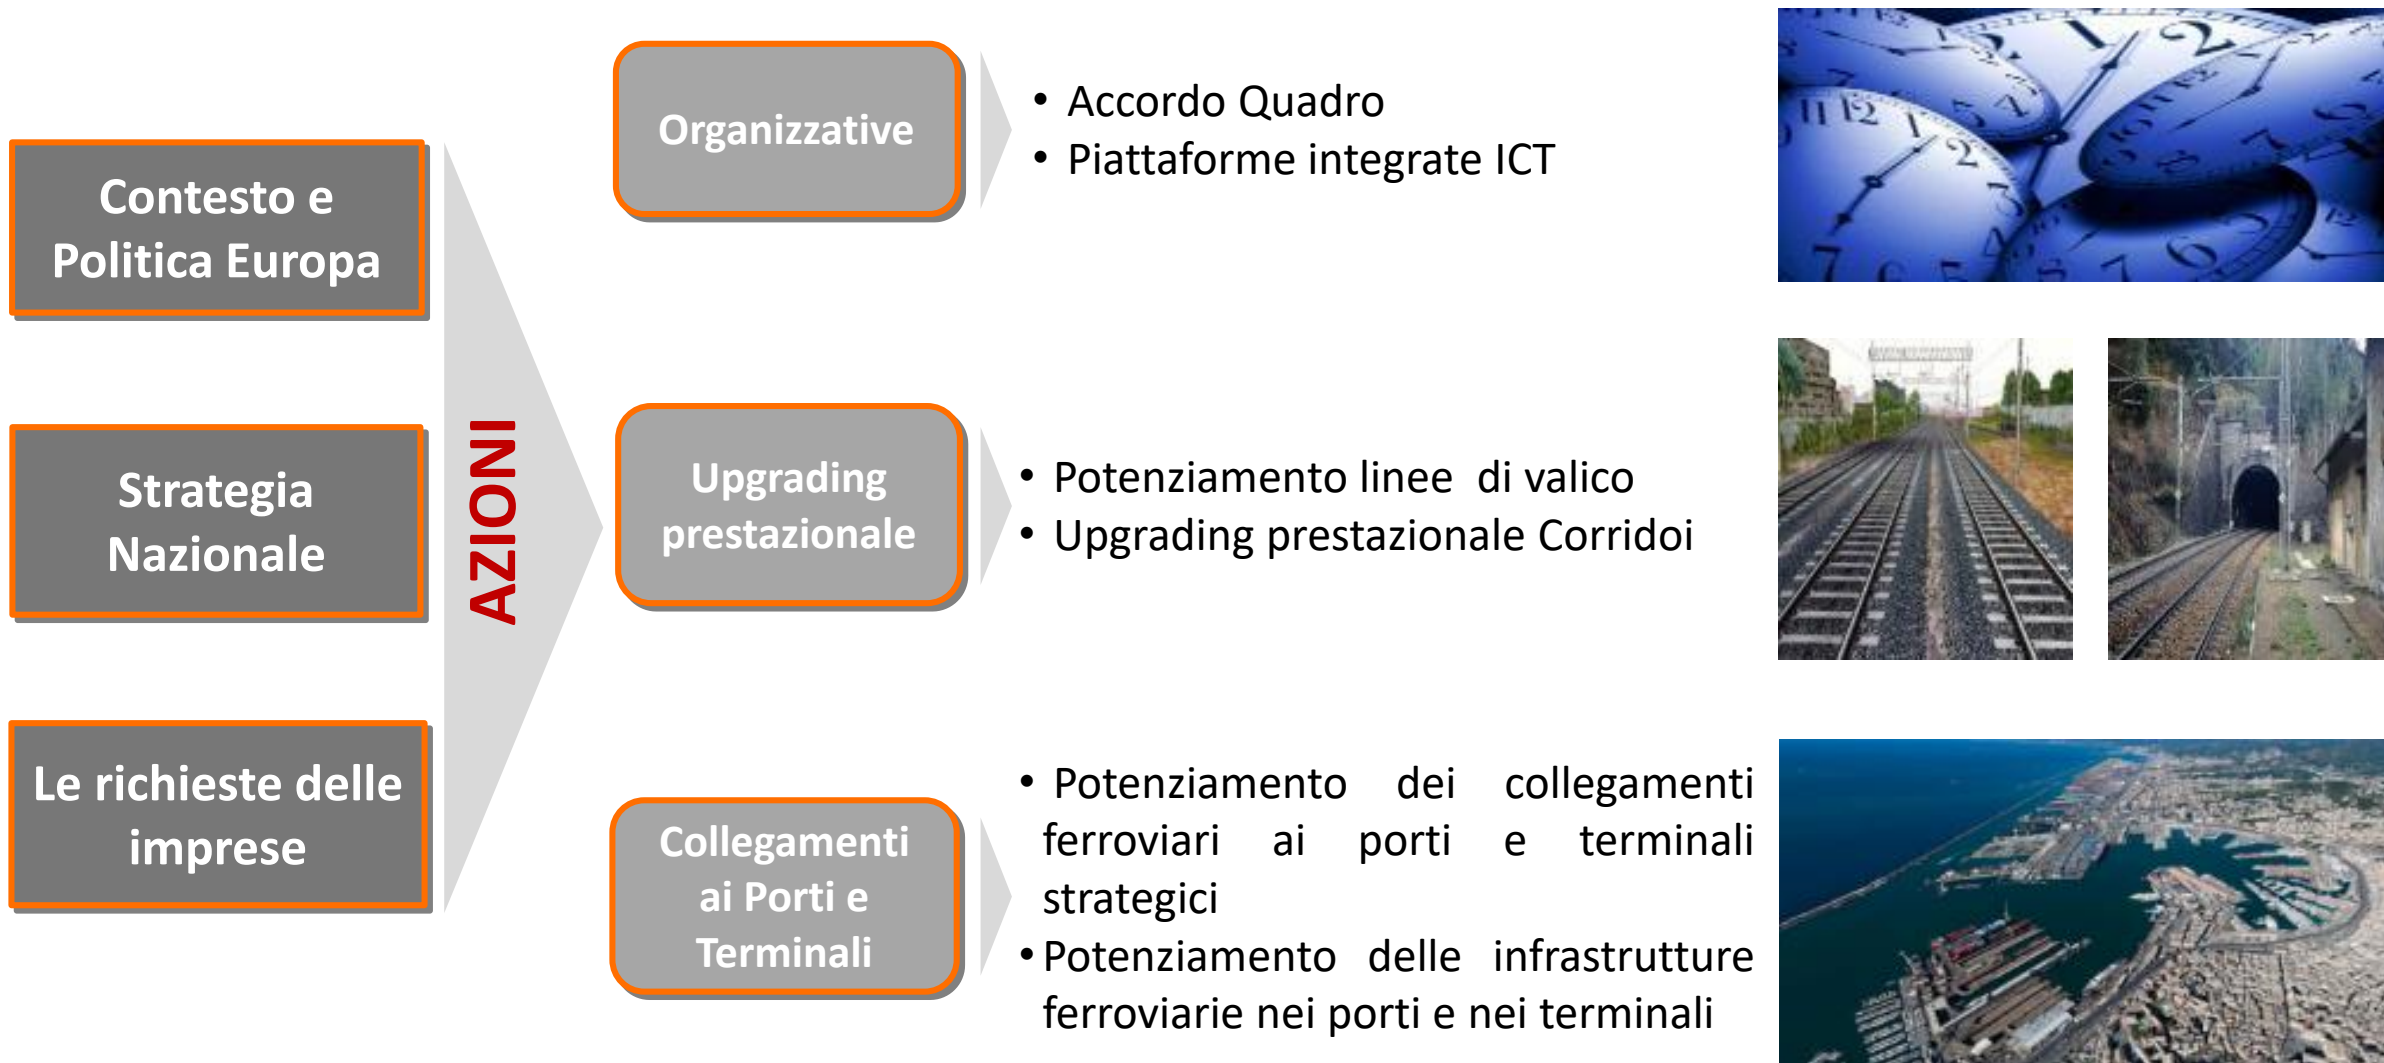 Contesto e
Politica Europa
Strategia
Nazionale
Le richieste delle
imprese
AZIONI
Organizzative
• Accordo Quadro
• Piattaforme integrate ICT
Upgrading
prestazionale
• Potenziamento linee di valico
• Upgrading prestazionale Corridoi
Collegamenti
ai Porti e
Terminali
• Potenziamento dei collegamenti
ferroviari ai porti e terminali
strategici
• Potenziamento delle infrastrutture
ferroviarie nei porti e nei terminali